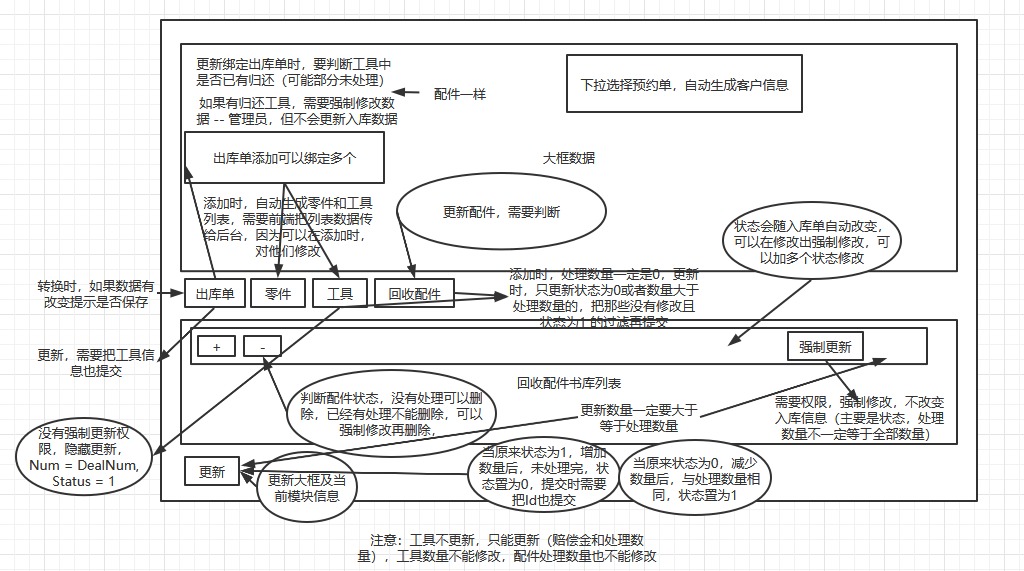 更新绑定出库单时，要判断工具中
是否已有归还（可能部分未处理）
如果有归还工具，需要强制修改数
据 -- 管理员，但不会更新入库数据
配件一样
下拉选择预约单，自动生成客户信息
出库单添加可以绑定多个
大框数据
添加时，自动生成零件和工具
列表，需要前端把列表数据传
给后台，因为可以在添加时，
对他们修改
更新配件，需要判断
状态会随入库单自动改变，
可以在修改出强制修改，可
以加多个状态修改
转换时，如果数据有
改变提示是否保存
出库单
零件
工具
回收配件
添加时，处理数量一定是0，更新
时，只更新状态为0或者数量大于
处理数量的，把那些没有修改且
状态为1 的过滤再提交
+
-
强制更新
更新，需要把工具信
息也提交
回收配件书库列表
判断配件状态，没有处理可以删
除，已经有处理不能删除，可以
强制修改再删除，
更新数量一定要大于
等于处理数量
需要权限，强制修改，不改变
入库信息（主要是状态，处理
数量不一定等于全部数量）
没有强制更新权
限，隐藏更新，
Num = DealNum,
Status = 1
更新
更新大框及当
前模块信息
当原来状态为1，增加
数量后，未处理完，状
态置为0，提交时需要
把Id也提交
当原来状态为0，减少
数量后，与处理数量相
同，状态置为1
注意：工具不更新，只能更新（赔偿金和处理数
量），工具数量不能修改，配件处理数量也不能修改